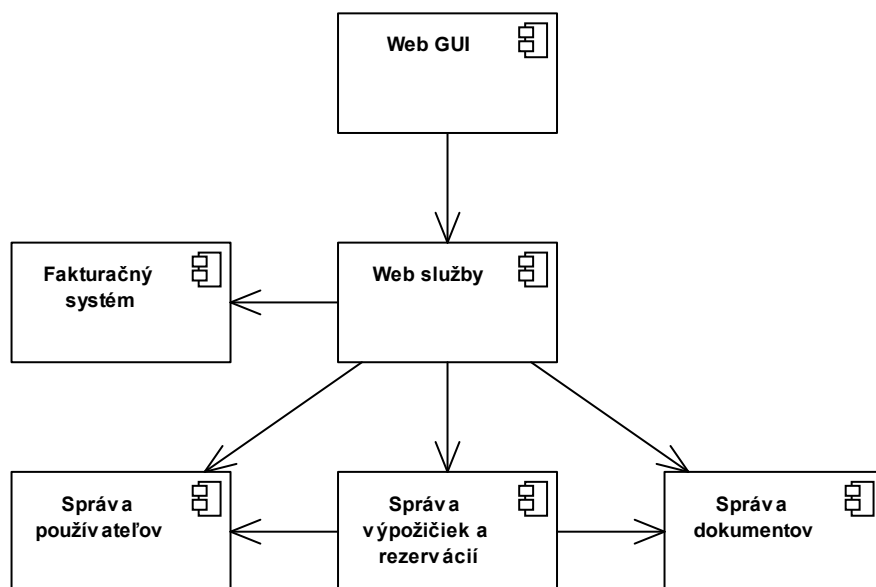 Web GUI
Fakturačný
systém
Web služby
Správa
používateľov
Správa
výpožičiek a
rezervácií
Správa
dokumentov